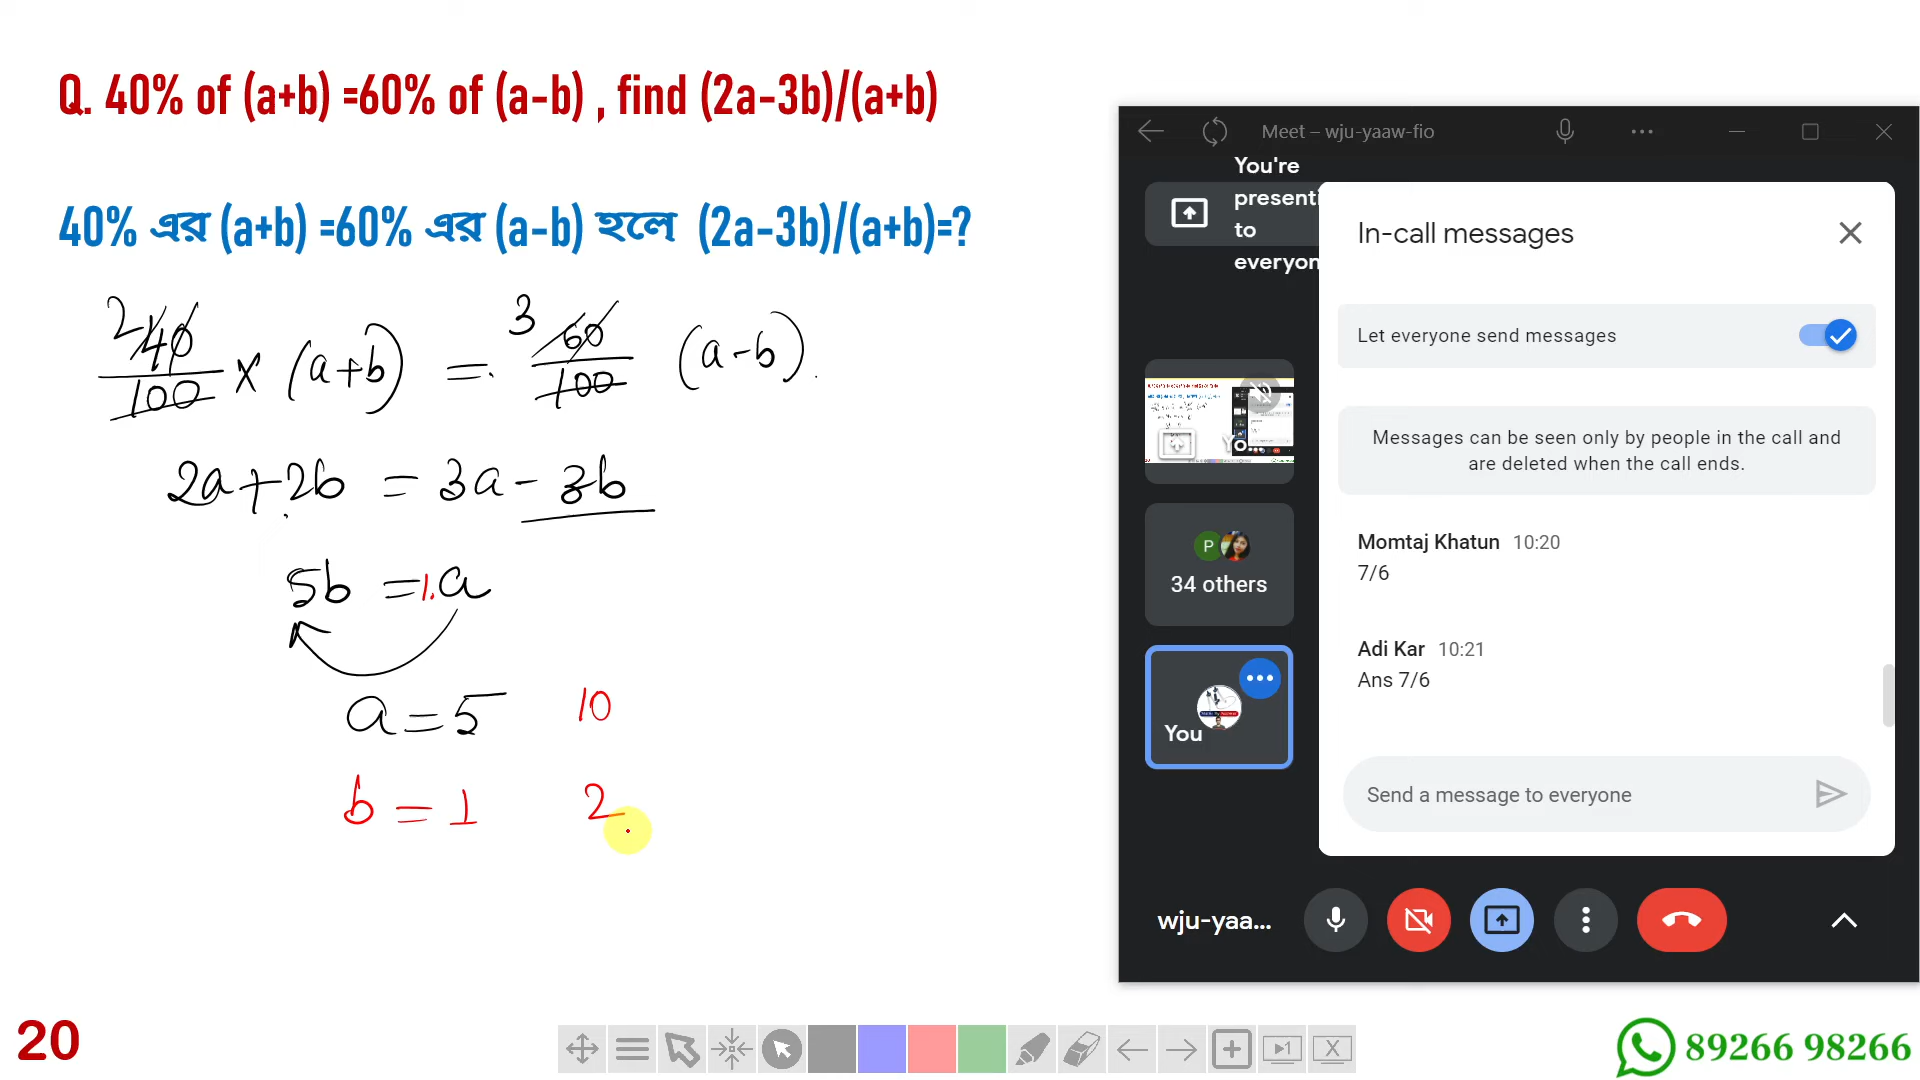 Q. 40% of (a+b) =60% of (a-b) , find (2a-3b)/(a+b)
40% এর (a+b) =60% এর (a-b) হলে (2a-3b)/(a+b)=?
2 40/100 × (a+b) = 3 60/100 (a-b)
2a+2b = 3a-3b
5b = 1.a
a=5 10
b=1 2
20
Meet – wju-yaaw-fio
You're
presenti
to
everyon
34 others
P
You
In-call messages
Let everyone send messages
Messages can be seen only by people in the call and
are deleted when the call ends.
Momtaj Khatun 10:20
7/6
Adi Kar 10:21
Ans 7/6
Send a message to everyone
wju-yaa...
89266 98266